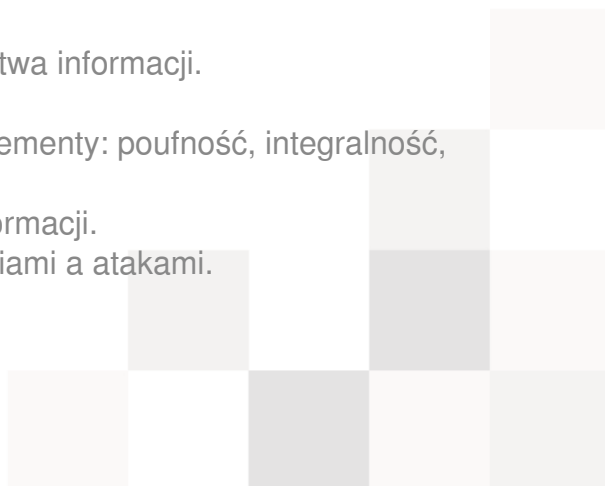 twa informacji.
ementy: poufność, integralność,
ormacji.
iami a atakami.